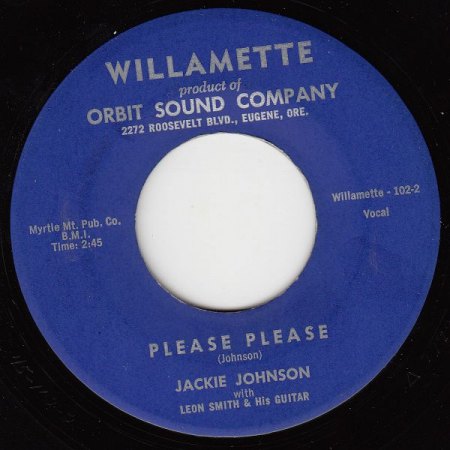 WILLAMETTE
product of
ORBIT SOUND COMPANY
2272 ROOSEVELT BLVD., EUGENE, ORE.
Myrtle Mt. Pub. Co.
B.M.I.
Time: 2:45
Willamette - 102-2
Vocal
PLEASE PLEASE
(Johnson)
JACKIE JOHNSON
with
LEON SMITH & His GUITAR